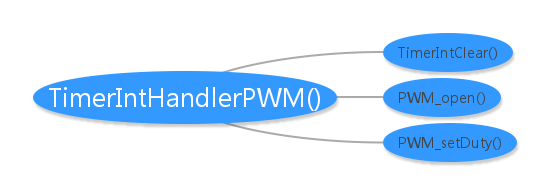 TimerIntHandlerPWM()
TimerIntClear()
PWM_open()
PWM_setDuty()